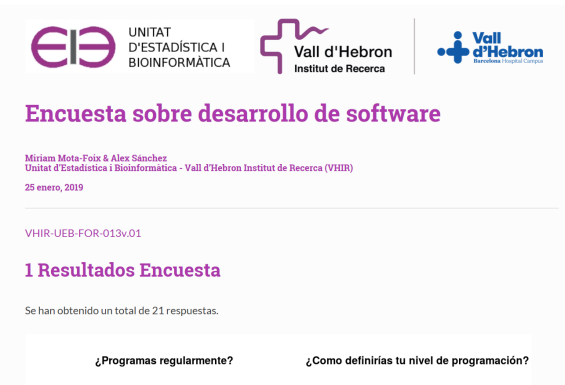 UNITAT
D'ESTADÍSTICA I
BIOINFORMÀTICA
Vall d'Hebron
Institut de Recerca
Vall
d'Hebron
Barcelona Hospital Campus
Encuesta sobre desarrollo de software
Miriam Mota-Foix & Alex Sánchez
Unitat d'Estadística i Bioinformàtica - Vall d'Hebron Institut de Recerca (VHIR)
25 enero, 2019
VHIR-UEB-FOR-013v.01
1 Resultados Encuesta
Se han obtenido un total de 21 respuestas.
¿Programas regularmente?
¿Como definirías tu nivel de programación?